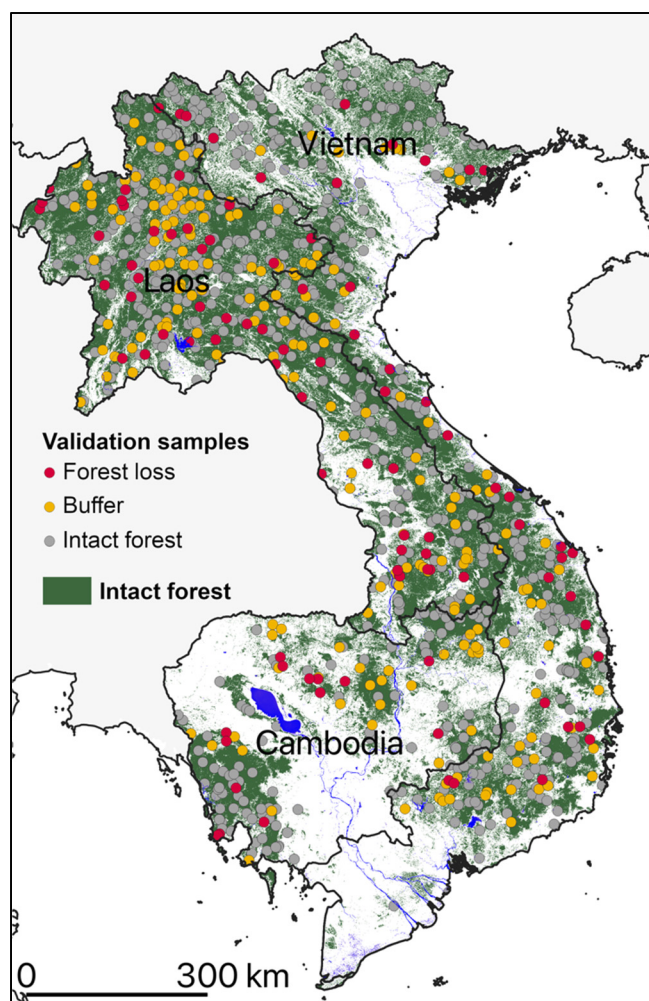 Vietnam
Laos
Validation samples
Forest loss
Buffer
Intact forest
Intact forest
Cambodia
0 300 km